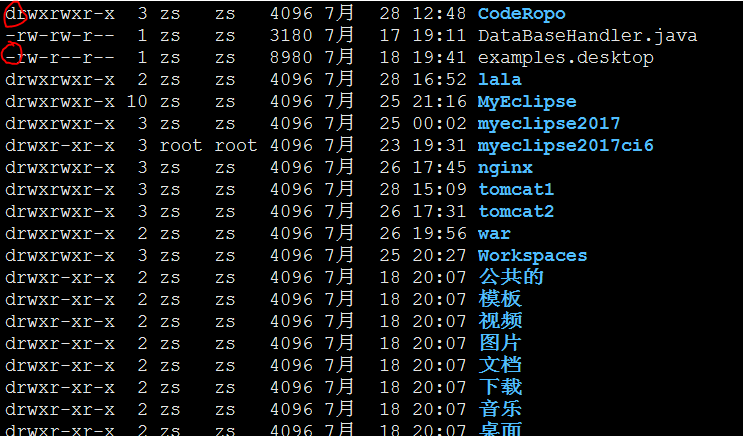 drwxrwxr-x 3 zs zs 4096 7月 28 12:48 CodeRopo
-rw-rw-r-- 1 zs zs 3180 7月 17 19:11 DataBaseHandler.java
-rw-r--r-- 1 zs zs 8980 7月 18 19:41 examples.desktop
drwxrwxr-x 2 zs zs 4096 7月 28 16:52 lala
drwxrwxr-x 10 zs zs 4096 7月 25 21:16 MyEclipse
drwxrwxr-x 3 zs zs 4096 7月 25 00:02 myeclipse2017
drwxr-xr-x 3 root root 4096 7月 23 19:31 myeclipse2017ci6
drwxrwxr-x 3 zs zs 4096 7月 26 17:45 nginx
drwxrwxr-x 3 zs zs 4096 7月 28 15:09 tomcat1
drwxrwxr-x 3 zs zs 4096 7月 26 17:31 tomcat2
drwxrwxr-x 2 zs zs 4096 7月 26 19:56 war
drwxrwxr-x 3 zs zs 4096 7月 25 20:27 Workspaces
drwxr-xr-x 2 zs zs 4096 7月 18 20:07 公共的
drwxr-xr-x 2 zs zs 4096 7月 18 20:07 模板
drwxr-xr-x 2 zs zs 4096 7月 18 20:07 视频
drwxr-xr-x 2 zs zs 4096 7月 18 20:07 图片
drwxr-xr-x 2 zs zs 4096 7月 18 20:07 文档
drwxr-xr-x 2 zs zs 4096 7月 18 20:07 下载
drwxr-xr-x 2 zs zs 4096 7月 18 20:07 音乐
drwxr-xr-x 2 zs zs 4096 7月 18 20:07 桌面